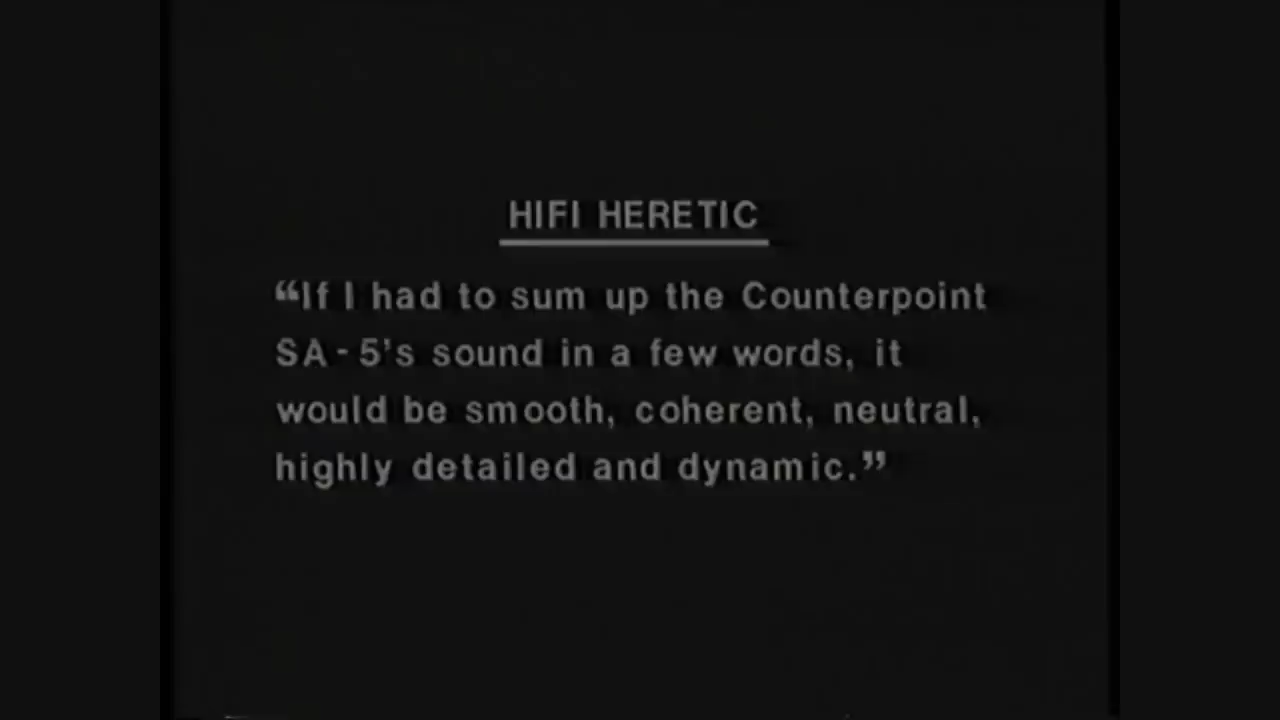 HIFI HERETIC
“If I had to sum up the Counterpoint
SA-5’s sound in a few words, it
would be smooth, coherent, neutral,
highly detailed and dynamic.”